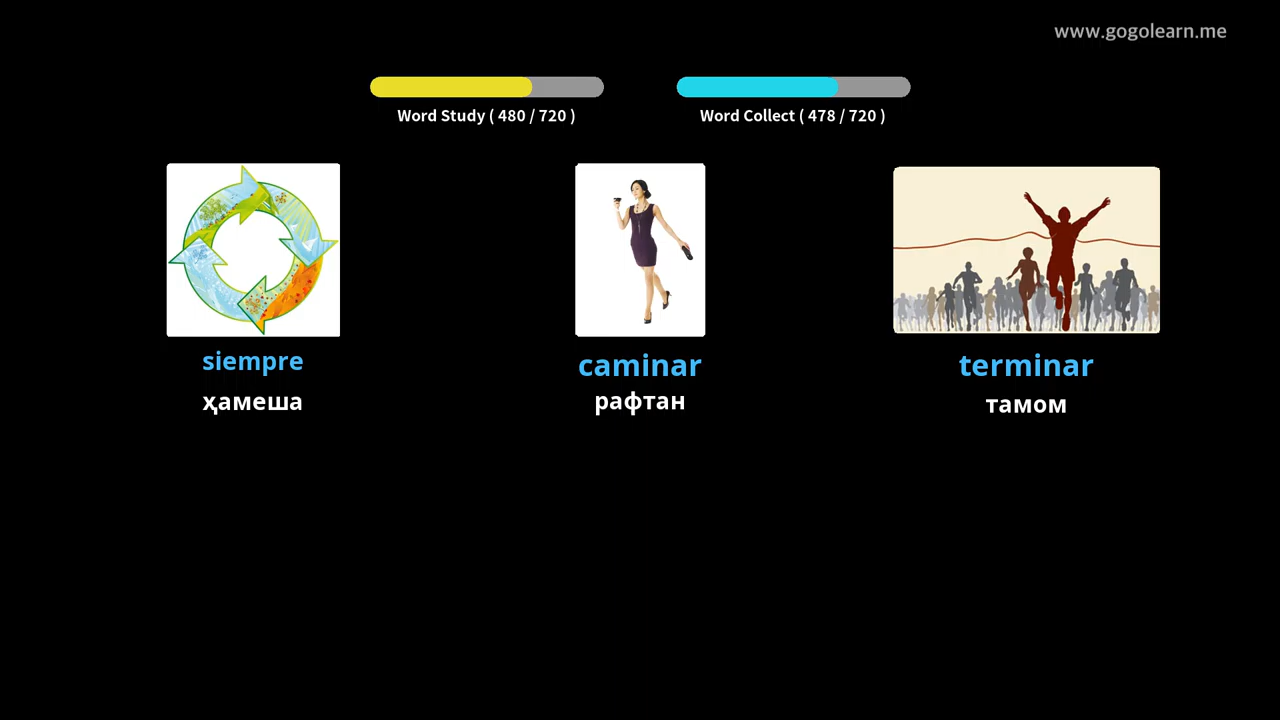 www.gogolearn.me
Word Study ( 480 / 720 )
Word Collect ( 478 / 720 )
siempre
ҳамеша
caminar
рафтан
terminar
тамом